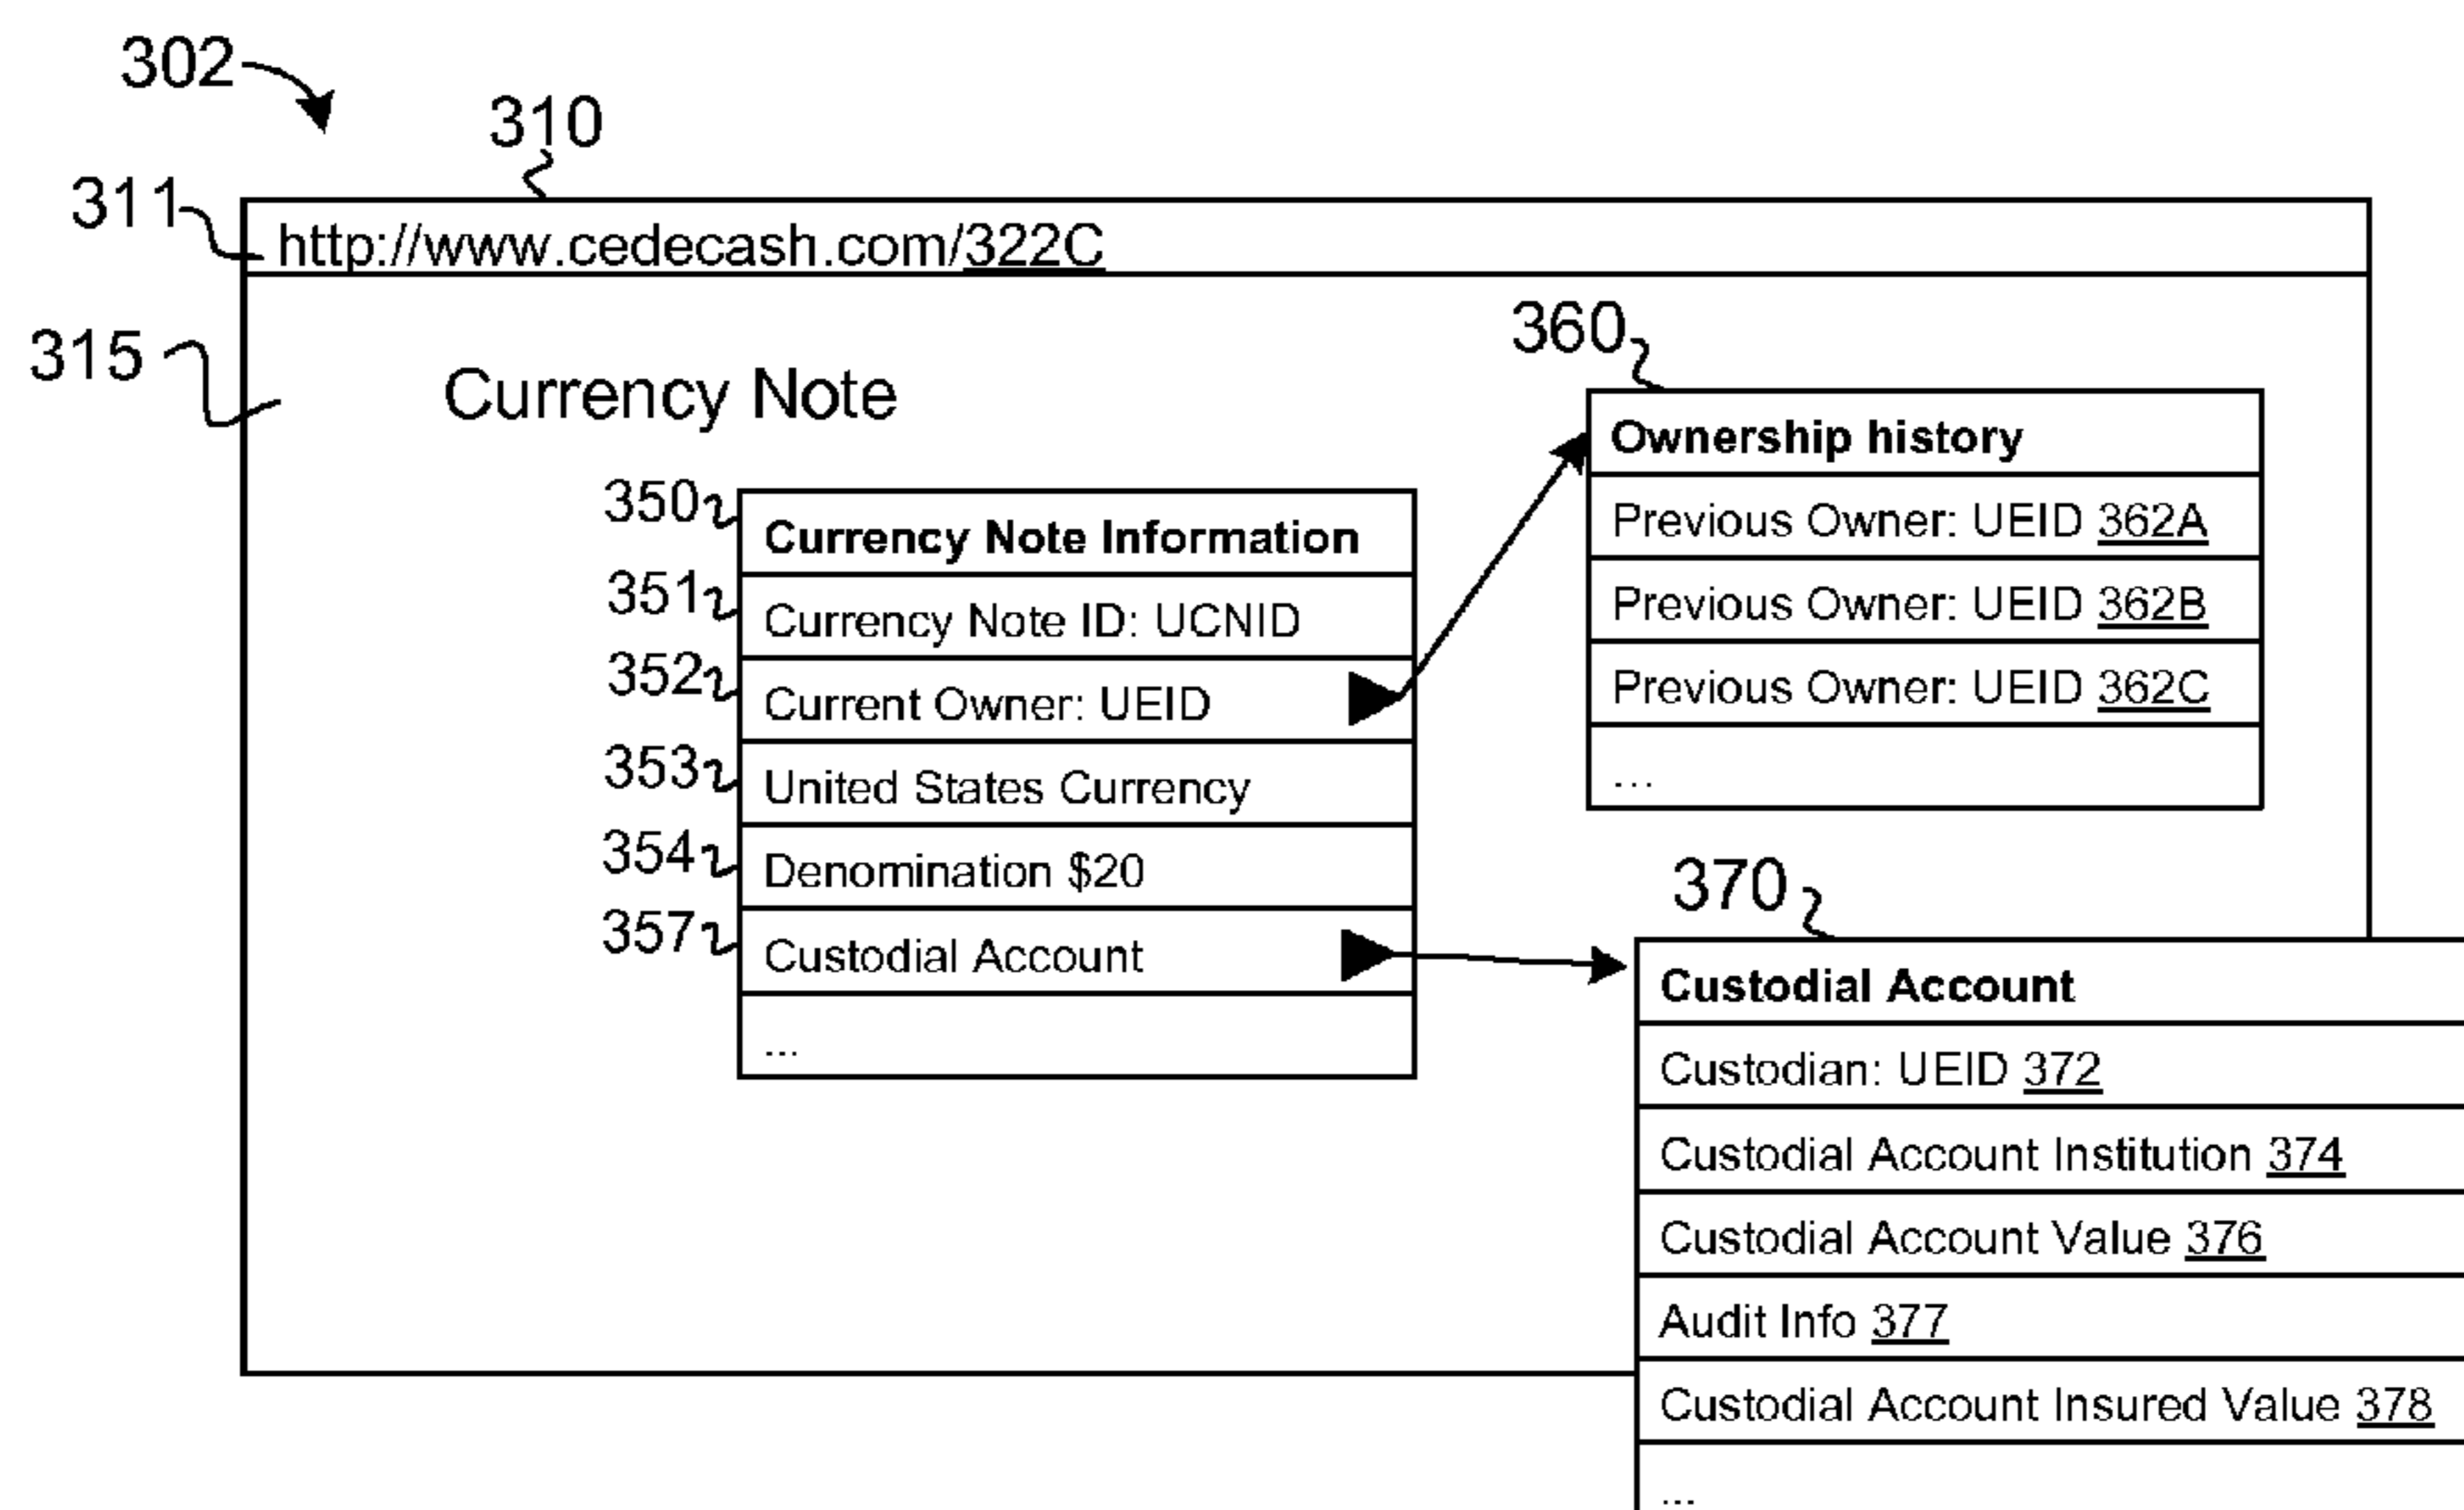 302
310
311
http://www.cedecash.com/322C
315
Currency Note
360
Ownership history
Previous Owner: UEID 362A
Previous Owner: UEID 362B
Previous Owner: UEID 362C
...
350
Currency Note Information
351
Currency Note ID: UCNID
352
Current Owner: UEID
353
United States Currency
354
Denomination $20
357
Custodial Account
...
370
Custodial Account
Custodian: UEID 372
Custodial Account Institution 374
Custodial Account Value 376
Audit Info 377
Custodial Account Insured Value 378
...